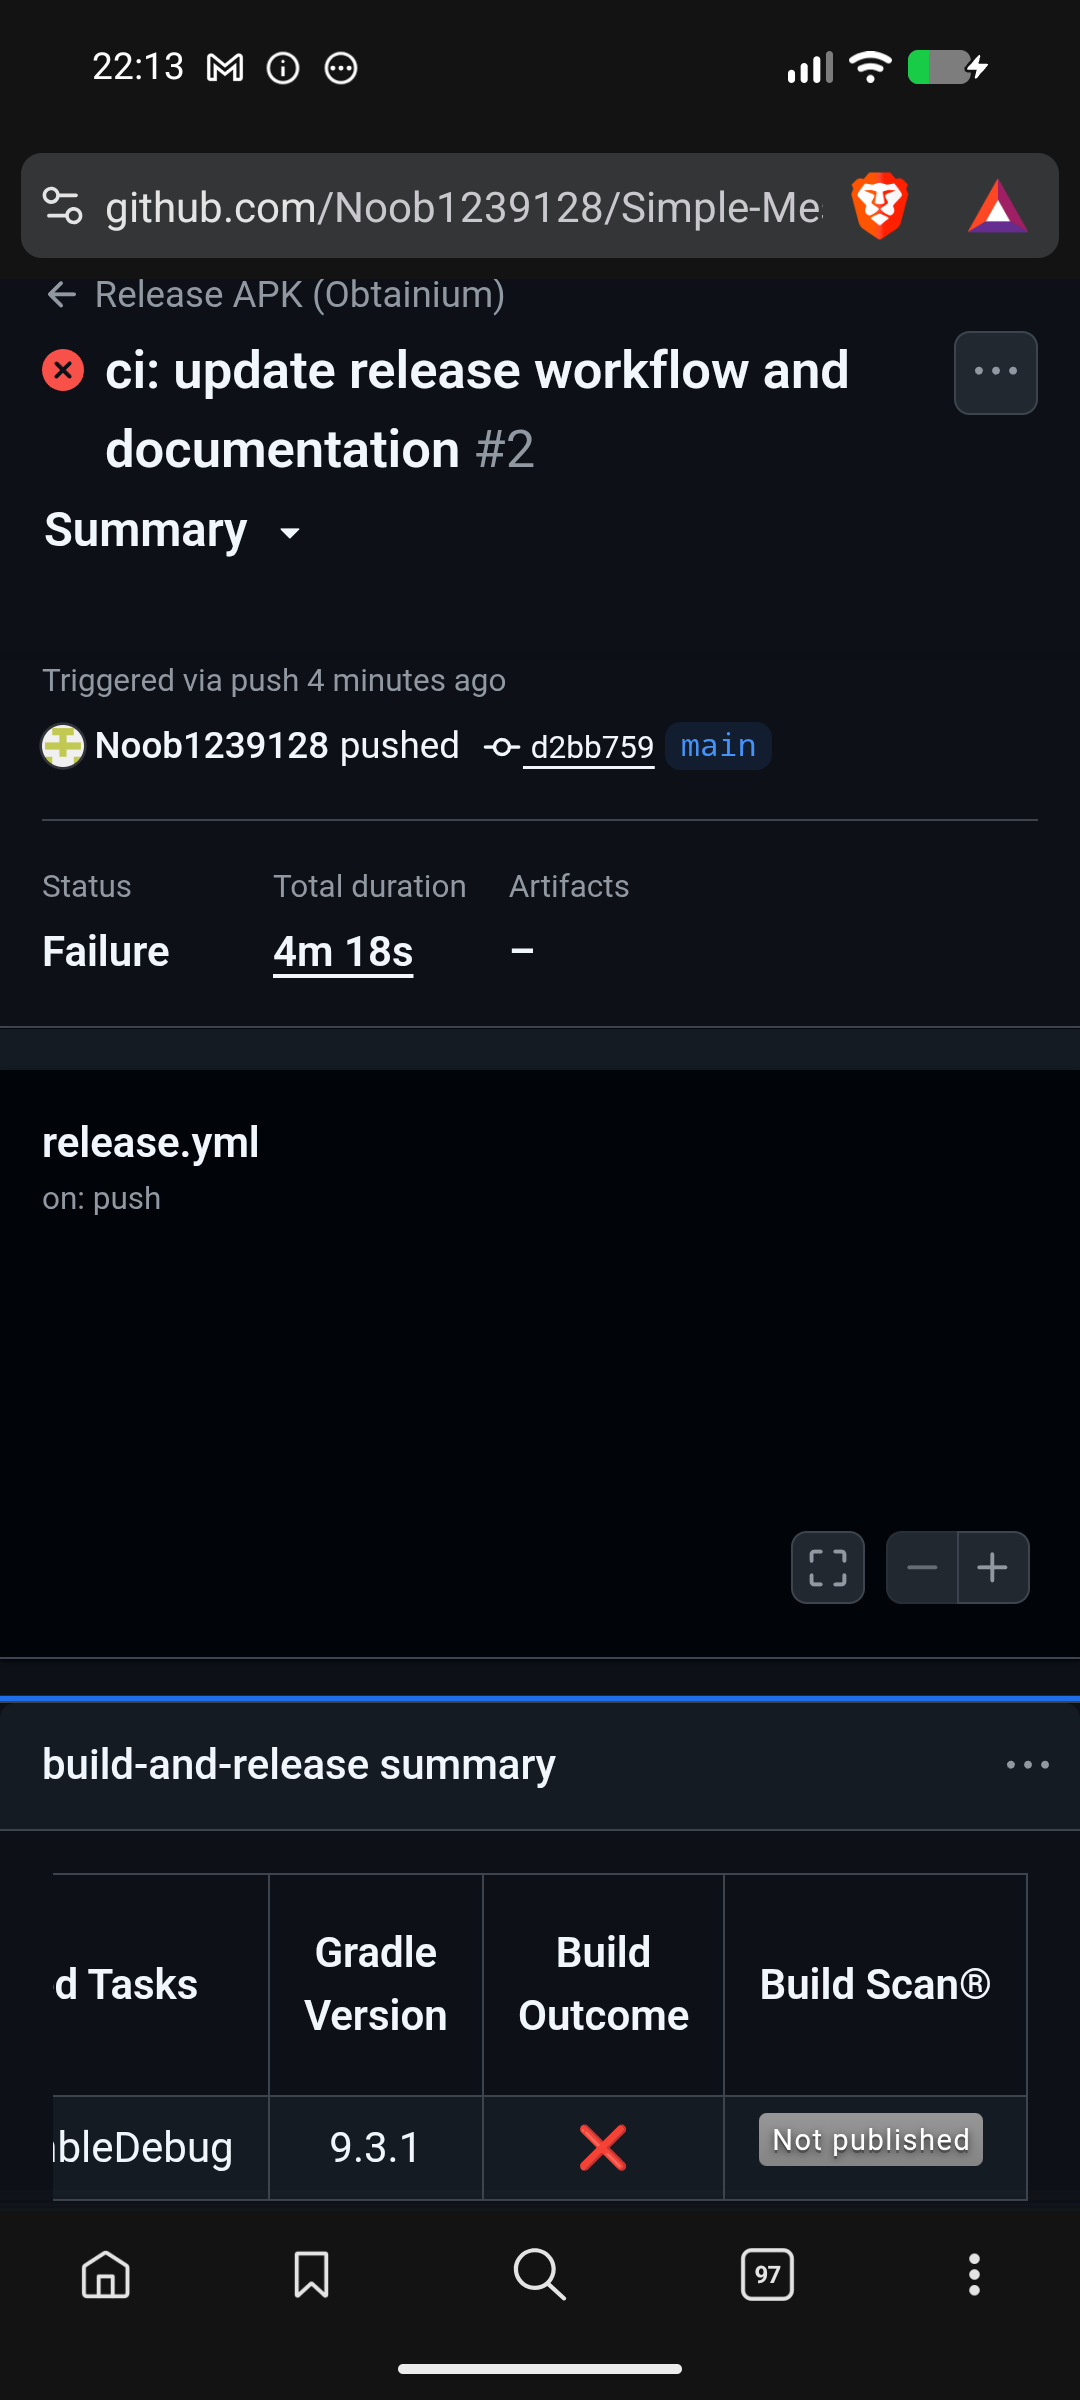 22:13
github.com/Noob1239128/Simple-Me
Release APK (Obtainium)
ci: update release workflow and
documentation #2
Summary
Triggered via push 4 minutes ago
Noob1239128 pushed d2bb759 main
Status Total duration Artifacts
Failure 4m 18s –
release.yml
on: push
build-and-release summary
d Tasks Gradle Version Build Outcome Build Scan®
bleDebug 9.3.1 Not published
97